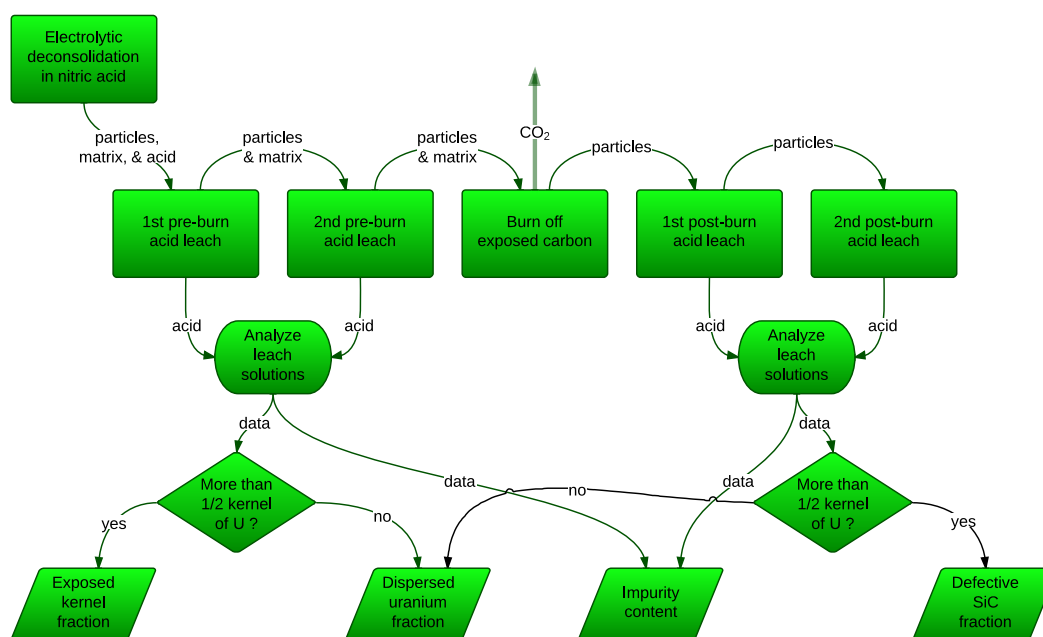 Electrolytic
deconsolidation
in nitric acid
CO2
particles,
matrix, & acid
particles
& matrix
particles
& matrix
particles
particles
1st pre-burn
acid leach
2nd pre-burn
acid leach
Burn off
exposed carbon
1st post-burn
acid leach
2nd post-burn
acid leach
acid
acid
acid
acid
Analyze
leach
solutions
Analyze
leach
solutions
data
data
data
data
More than
1/2 kernel
of U ?
More than
1/2 kernel
of U ?
yes
no
no
yes
Exposed
kernel
fraction
Dispersed
uranium
fraction
Impurity
content
Defective
SiC
fraction